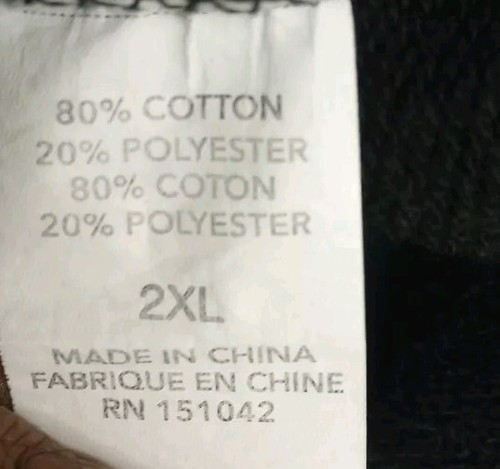 80% COTTON
20% POLYESTER
80% COTON
20% POLYESTER
2XL
MADE IN CHINA
FABRIQUE EN CHINE
RN 151042